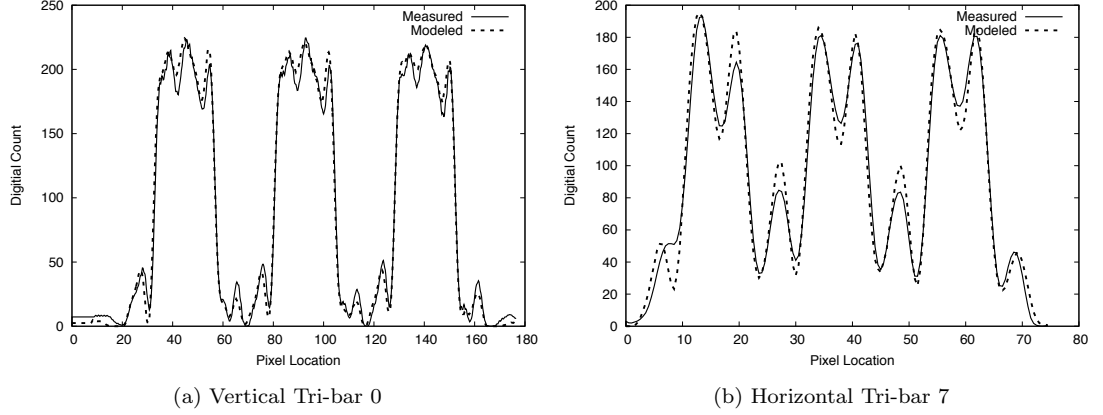 250
200
150
100
50
0
0 20 40 60 80 100 120 140 160 180
Digitial Count
Pixel Location
Measured
Modeled
(a) Vertical Tri-bar 0
200
180
160
140
120
100
80
60
40
20
0
0 10 20 30 40 50 60 70 80
Digitial Count
Pixel Location
Measured
Modeled
(b) Horizontal Tri-bar 7